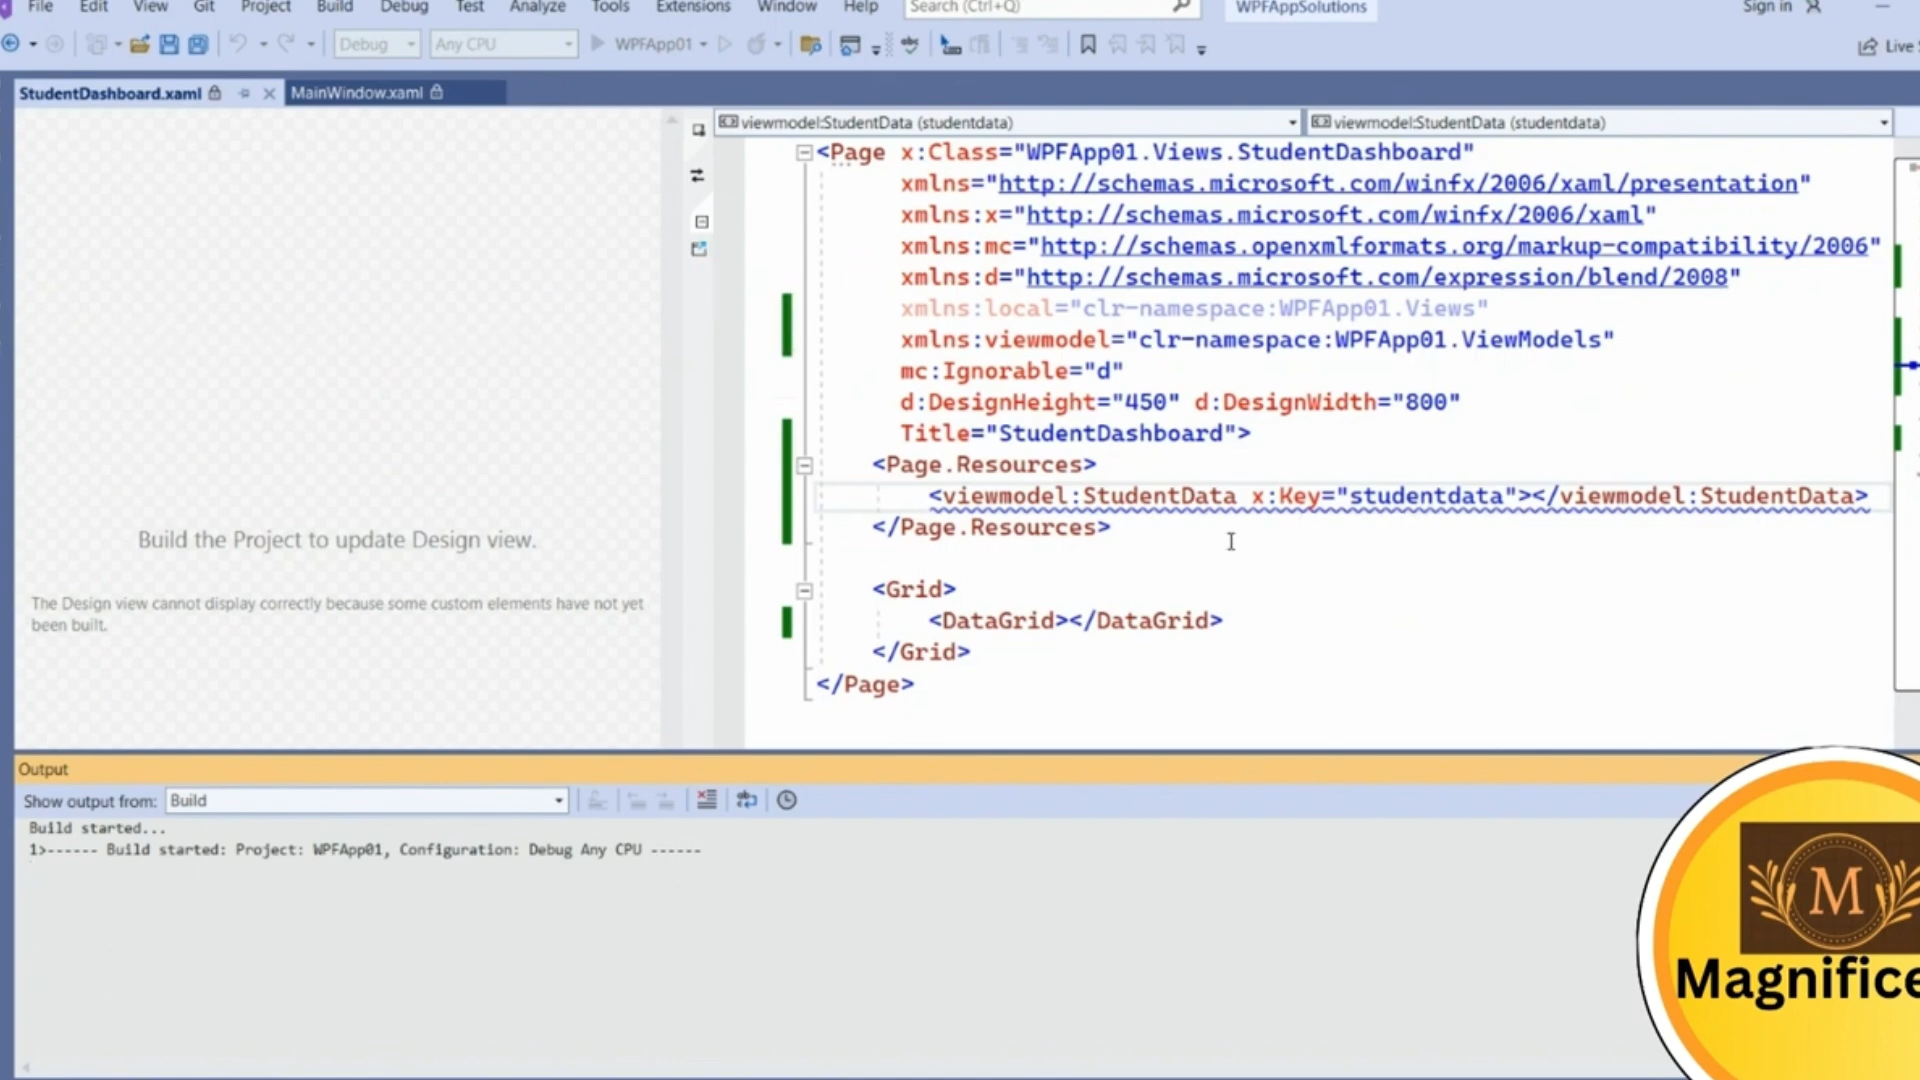 File Edit View Git Project Build Debug Test Analyze Tools Extensions Window Help Search (Ctrl+Q) WPFAppSolutions Sign in
Debug Any CPU WPFApp01 Live
StudentDashboard.xaml MainWindow.xaml
viewmodel:StudentData (studentdata) viewmodel:StudentData (studentdata)
<Page x:Class="WPFApp01.Views.StudentDashboard"
xmlns="http://schemas.microsoft.com/winfx/2006/xaml/presentation"
xmlns:x="http://schemas.microsoft.com/winfx/2006/xaml"
xmlns:mc="http://schemas.openxmlformats.org/markup-compatibility/2006"
xmlns:d="http://schemas.microsoft.com/expression/blend/2008"
xmlns:local="clr-namespace:WPFApp01.Views"
xmlns:viewmodel="clr-namespace:WPFApp01.ViewModels"
mc:Ignorable="d"
d:DesignHeight="450" d:DesignWidth="800"
Title="StudentDashboard">
<Page.Resources>
<viewmodel:StudentData x:Key="studentdata"></viewmodel:StudentData>
</Page.Resources>
<Grid>
<DataGrid></DataGrid>
</Grid>
</Page>
Build the Project to update Design view.
The Design view cannot display correctly because some custom elements have not yet
been built.
Output
Show output from: Build
Build started...
1>------ Build started: Project: WPFApp01, Configuration: Debug Any CPU ------
M
Magnifice